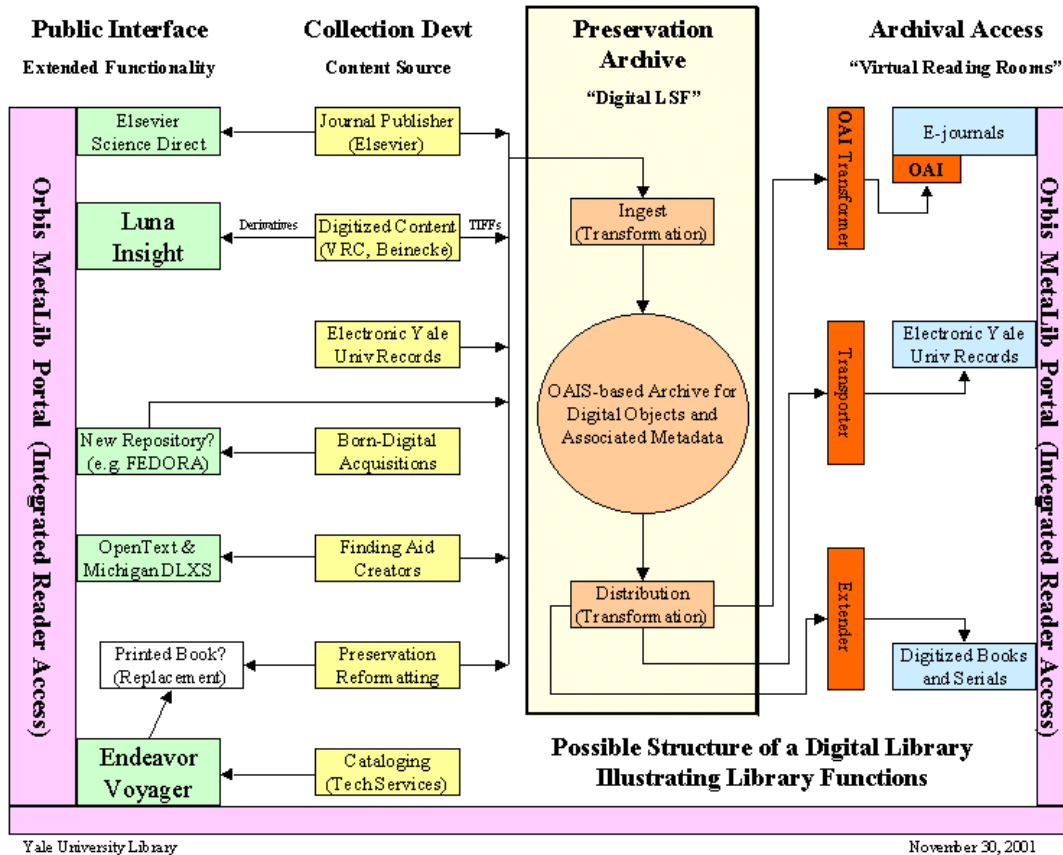 Public Interface
Extended Functionality
Collection Devt
Content Source
Preservation
Archive
“Digital LSF”
Archival Access
“Virtual Reading Rooms”
Orbis MetaLib Portal (Integrated Reader Access)
Elsevier
Science Direct
Journal Publisher
(Elsevier)
Luna
Insight
Derivatives
Digitized Content
(VRC, Beinecke)
TIFFs
Electronic Yale
Univ Records
New Repository?
(e.g. FEDORA)
Born-Digital
Acquisitions
OpenText &
Michigan DLXS
Finding Aid
Creators
Printed Book?
(Replacement)
Preservation
Reformatting
Endeavor
Voyager
Cataloging
(Tech Services)
Ingest
(Transformation)
OAIS-based Archive for
Digital Objects and
Associated Metadata
Distribution
(Transformation)
OAI Transformer
E-journals
OAI
Transporter
Electronic Yale
Univ Records
Extender
Digitized Books
and Serials
Orbis MetaLib Portal (Integrated Reader Access)
Possible Structure of a Digital Library
Illustrating Library Functions
Yale University Library
November 30, 2001